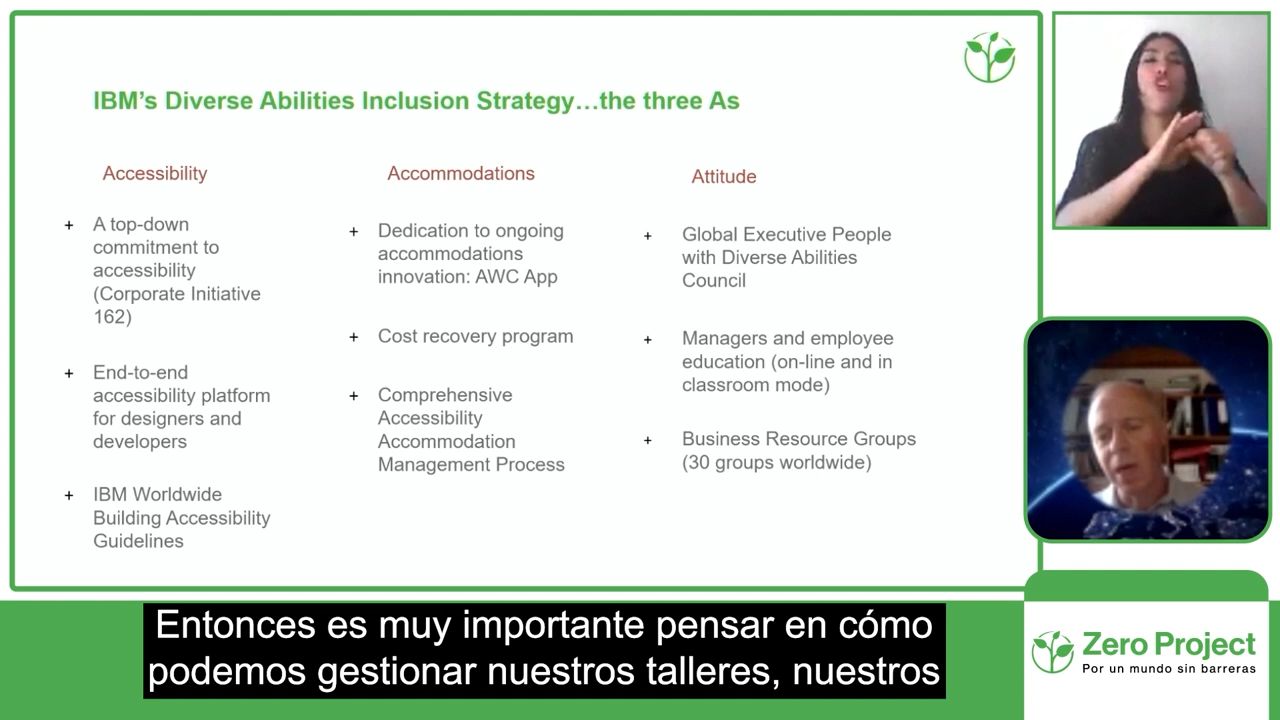 IBM’s Diverse Abilities Inclusion Strategy…the three As
Accessibility
+ A top-down
commitment to
accessibility
(Corporate Initiative
162)
+ End-to-end
accessibility platform
for designers and
developers
+ IBM Worldwide
Building Accessibility
Guidelines
Accommodations
+ Dedication to ongoing
accommodations
innovation: AWC App
+ Cost recovery program
+ Comprehensive
Accessibility
Accommodation
Management Process
Attitude
+ Global Executive People
with Diverse Abilities
Council
+ Managers and employee
education (on-line and in
classroom mode)
+ Business Resource Groups
(30 groups worldwide)
Entonces es muy importante pensar en cómo
podemos gestionar nuestros talleres, nuestros
Zero Project
Por un mundo sin barreras